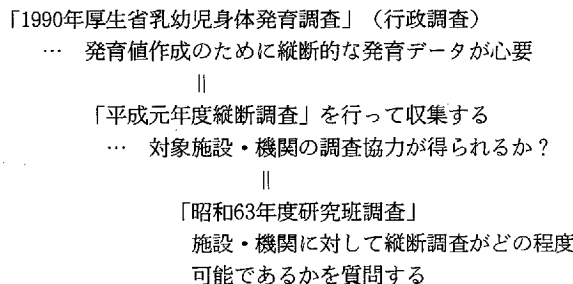 「1990年厚生省乳幼児身体発育調査」（行政調査）
… 発育値作成のために縦断的な発育データが心要
||
「平成元年度縦断調査」を行って収集する
… 対象施設・機関の調査協力が得られるか？
||
「昭和63年度研究班調査」
施設・機関に対して縦断調査がどの程度
可能であるかを質問する